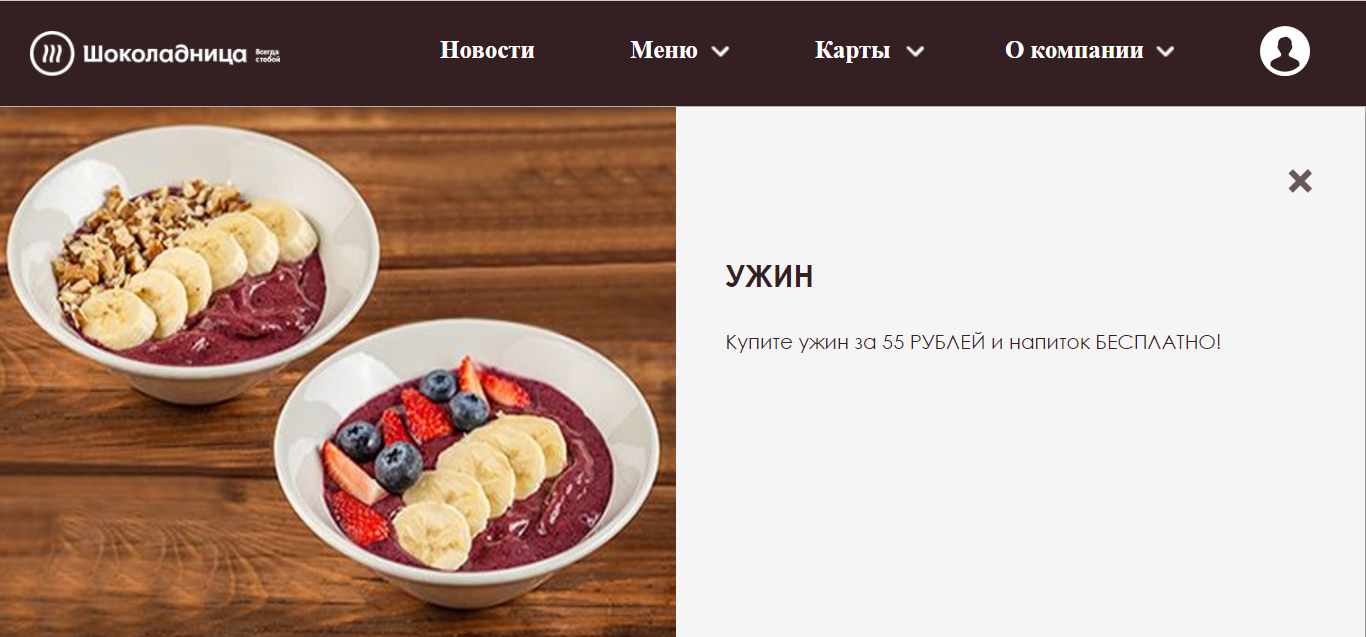 Шоколадница Всегда с тобой
Новости
Меню
Карты
О компании
УЖИН
Купите ужин за 55 РУБЛЕЙ и напиток БЕСПЛАТНО!